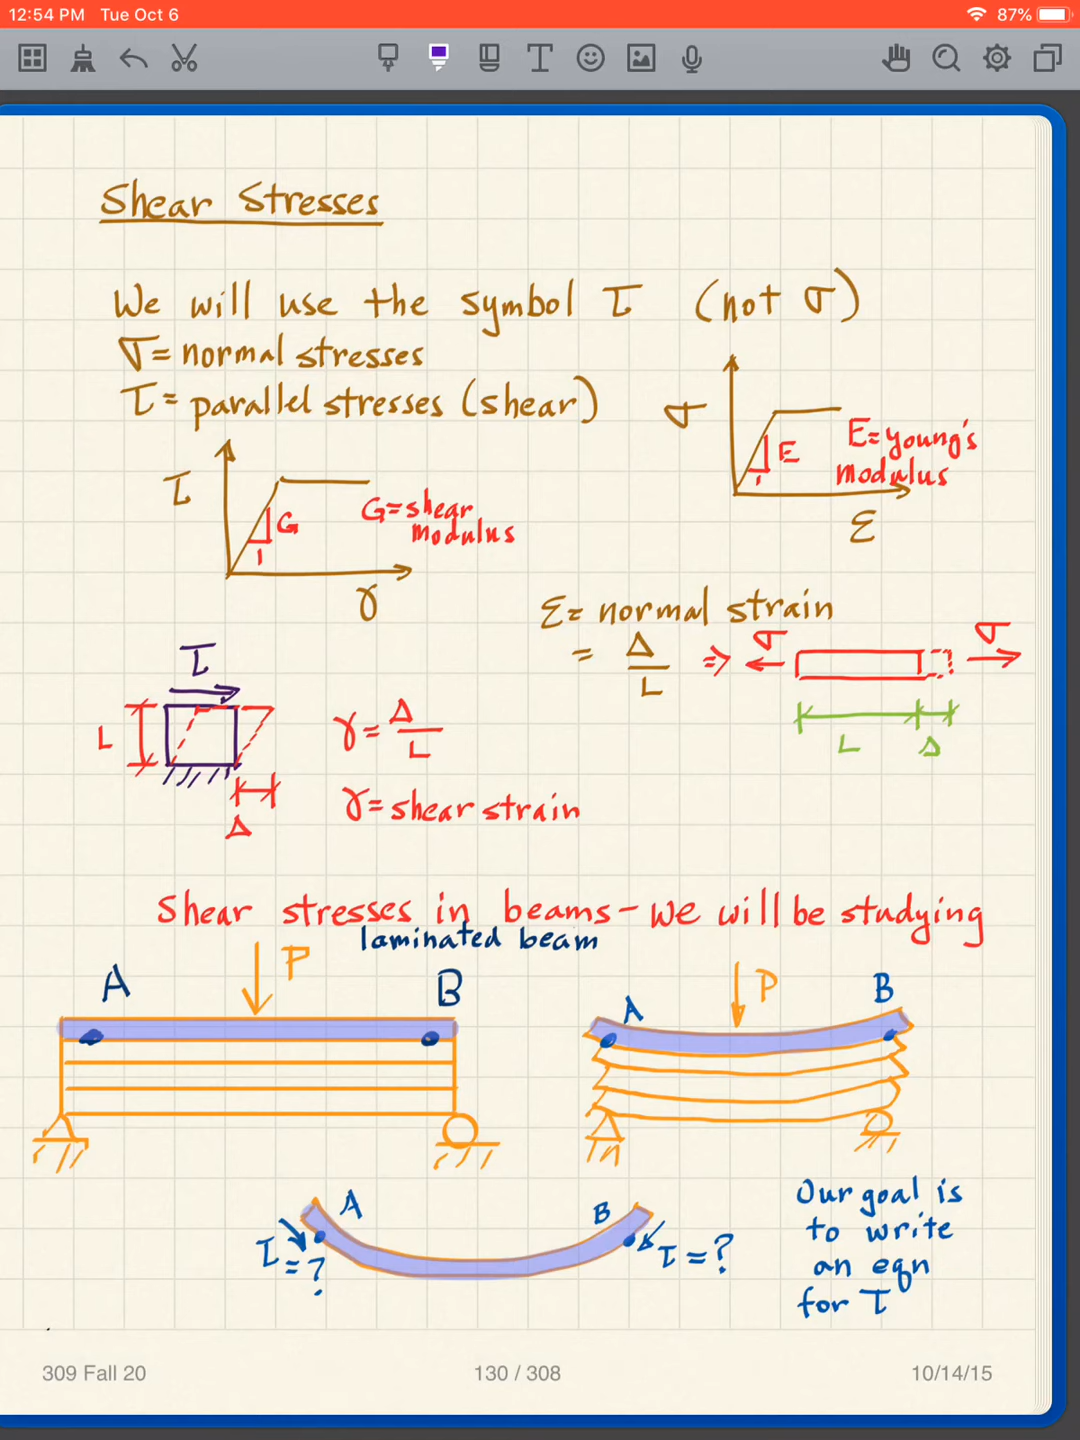 12:54 PM Tue Oct 6
87%
Shear Stresses
We will use the symbol τ (not σ)
σ = normal stresses
τ = parallel stresses (shear)
σ
E
1
E = young's
modulus
ε
τ
G
1
G = shear
modulus
γ
ε = normal strain
= Δ/L ⇒
σ
σ
L
Δ
τ
L
Δ
γ = Δ/L
γ = shear strain
Shear stresses in beams - we will be studying
laminated beam
A
P
B
A
P
B
A
B
τ = ?
τ = ?
Our goal is
to write
an eqn
for τ
309 Fall 20
130 / 308
10/14/15